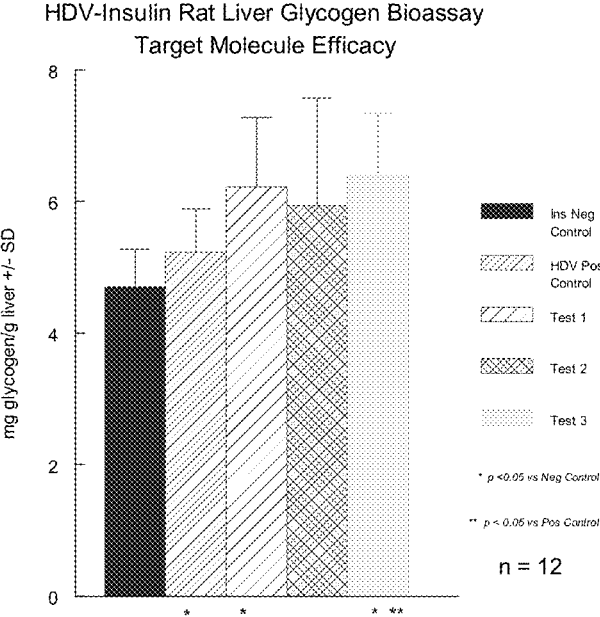 HDV-Insulin Rat Liver Glycogen Bioassay
Target Molecule Efficacy
mg glycogen/g liver +/- SD
8
6
4
2
0
* * * **
Ins Neg
Control
HDV Pos
Control
Test 1
Test 2
Test 3
* p <0.05 vs Neg Control
** p < 0.05 vs Pos Control
n = 12